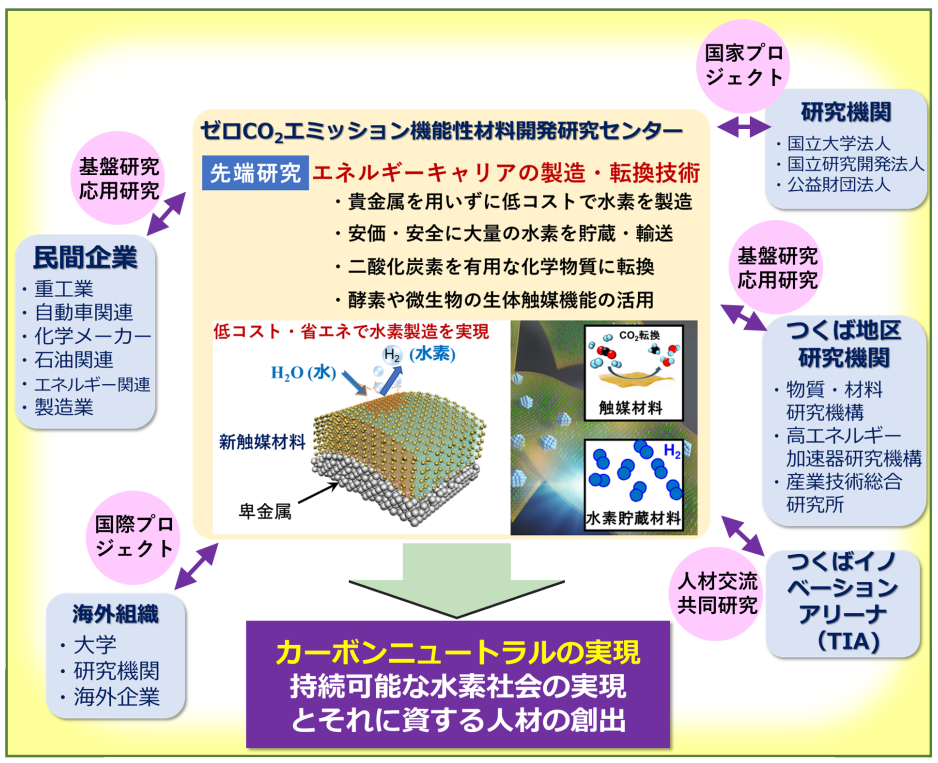 国家プロ
ジェクト
研究機関
・国立大学法人
・国立研究開発法人
・公益財団法人
ゼロCO2エミッション機能性材料開発研究センター
先端研究
エネルギーキャリアの製造・転換技術
・貴金属を用いずに低コストで水素を製造
・安価・安全に大量の水素を貯蔵・輸送
・二酸化炭素を有用な化学物質に転換
・酵素や微生物の生体触媒機能の活用
基盤研究
応用研究
民間企業
・重工業
・自動車関連
・化学メーカー
・石油関連
・エネルギー関連
・製造業
低コスト・省エネで水素製造を実現
H2 (水素)
H2O (水)
新触媒材料
卑金属
CO2転換
触媒材料
H2
水素貯蔵材料
基盤研究
応用研究
つくば地区
研究機関
・物質・材料
研究機構
・高エネルギー
加速器研究機構
・産業技術総合
研究所
国際プロ
ジェクト
海外組織
・大学
・研究機関
・海外企業
人材交流
共同研究
つくばイノ
ベーション
アリーナ
（TIA)
カーボンニュートラルの実現
持続可能な水素社会の実現
とそれに資する人材の創出